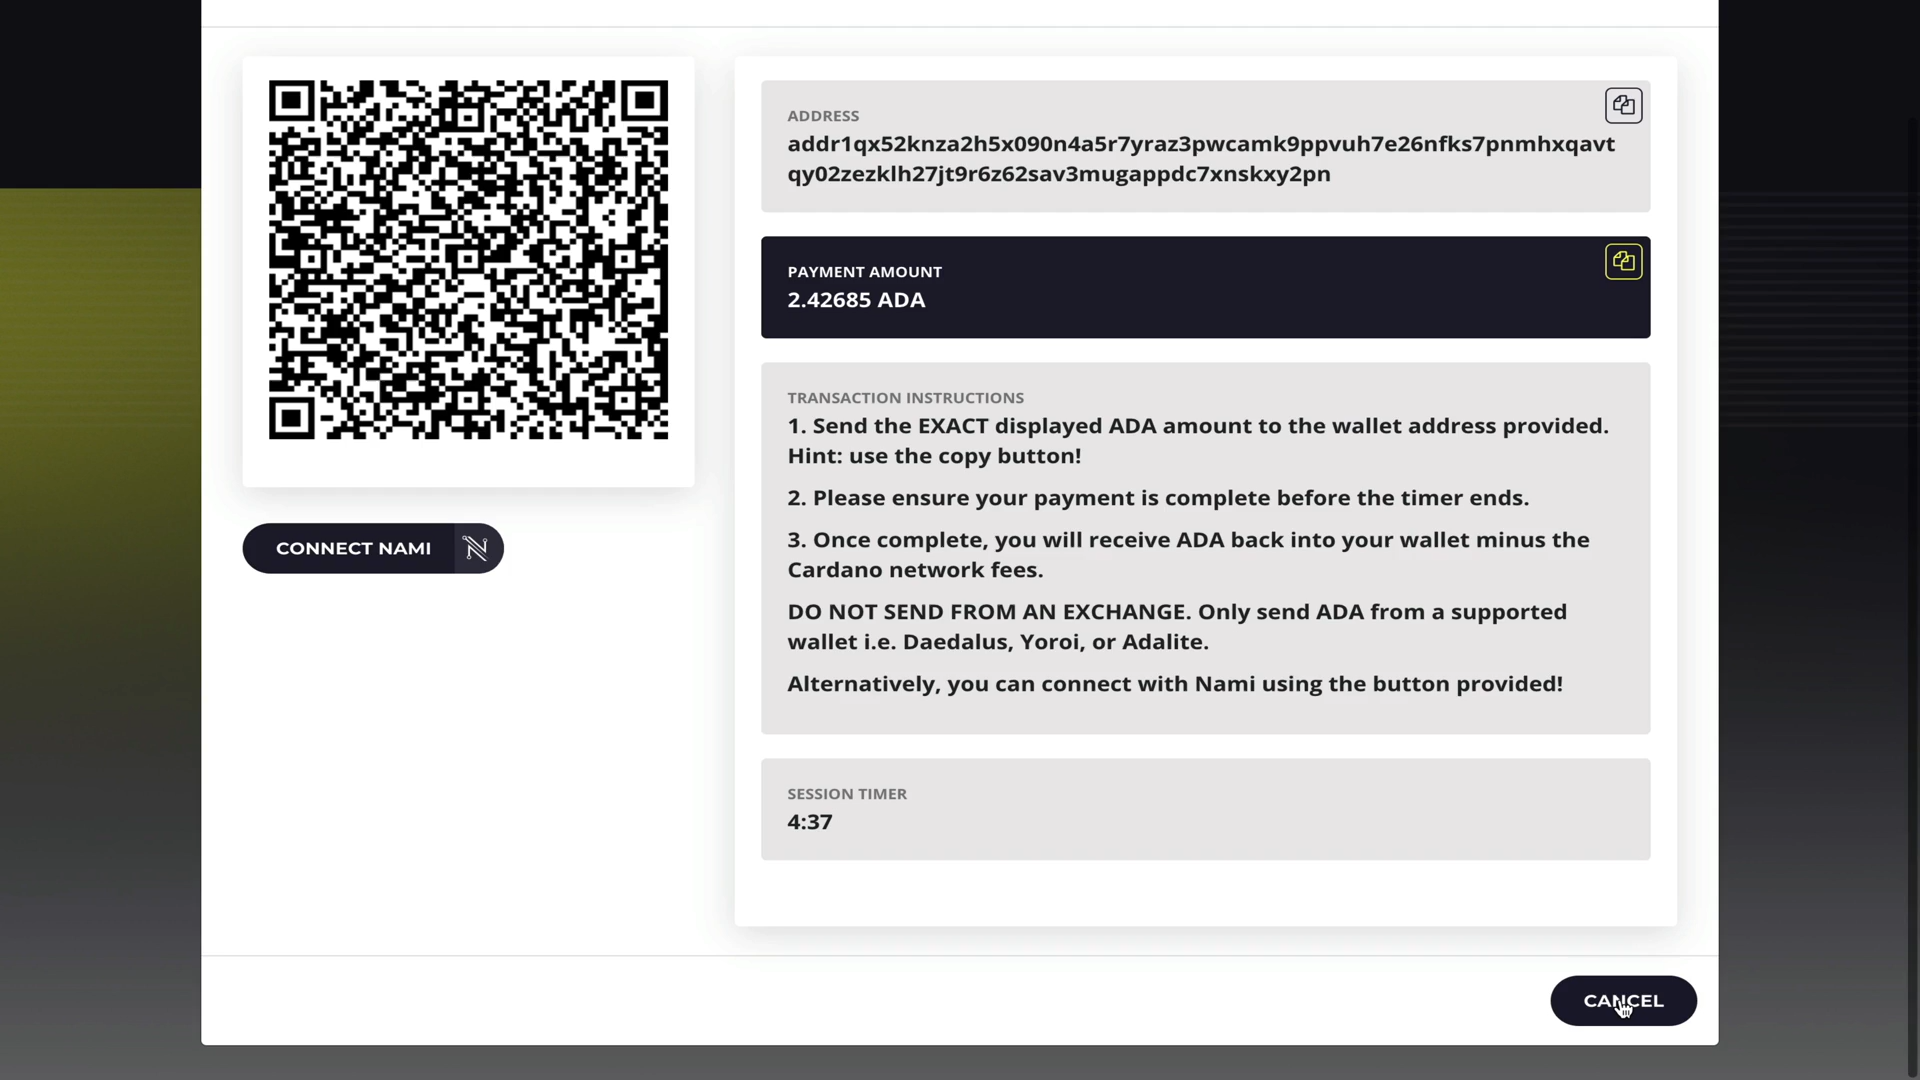 ADDRESS
addr1qx52knza2h5x090n4a5r7yraz3pwcamk9ppvuh7e26nfks7pnmhxqavt
qy02zezklh27jt9r6z62sav3mugappdc7xnskxy2pn
PAYMENT AMOUNT
2.42685 ADA
TRANSACTION INSTRUCTIONS
1. Send the EXACT displayed ADA amount to the wallet address provided.
Hint: use the copy button!
2. Please ensure your payment is complete before the timer ends.
3. Once complete, you will receive ADA back into your wallet minus the
Cardano network fees.
DO NOT SEND FROM AN EXCHANGE. Only send ADA from a supported
wallet i.e. Daedalus, Yoroi, or Adalite.
Alternatively, you can connect with Nami using the button provided!
SESSION TIMER
4:37
CONNECT NAMI
CANCEL